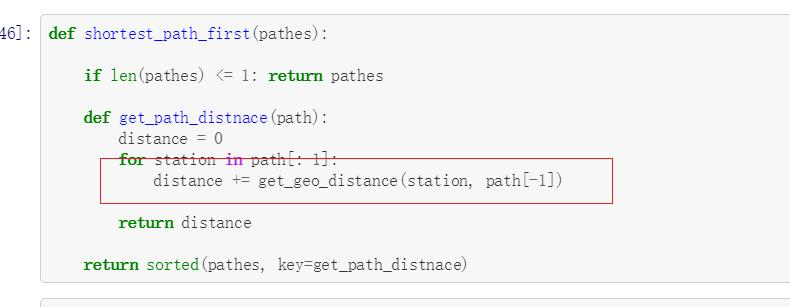 46]: def shortest_path_first(pathes):
if len(pathes) <= 1: return pathes
def get_path_distnace(path):
distance = 0
for station in path[:-1]:
distance += get_geo_distance(station, path[-1])
return distance
return sorted(pathes, key=get_path_distnace)